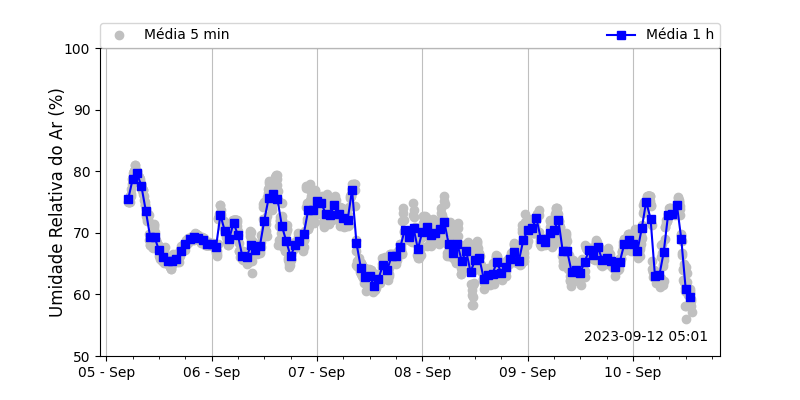 Média 5 min
Média 1 h
Umidade Relativa do Ar (%)
100
90
80
70
60
50
2023-09-12 05:01
05 - Sep
06 - Sep
07 - Sep
08 - Sep
09 - Sep
10 - Sep